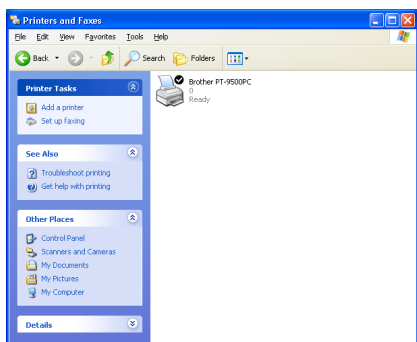 Printers and Faxes
File Edit View Favorites Tools Help
Back Search Folders
Printer Tasks
Add a printer
Set up faxing
See Also
Troubleshoot printing
Get help with printing
Other Places
Control Panel
Scanners and Cameras
My Documents
My Pictures
My Computer
Details
Brother PT-9500PC
0
Ready